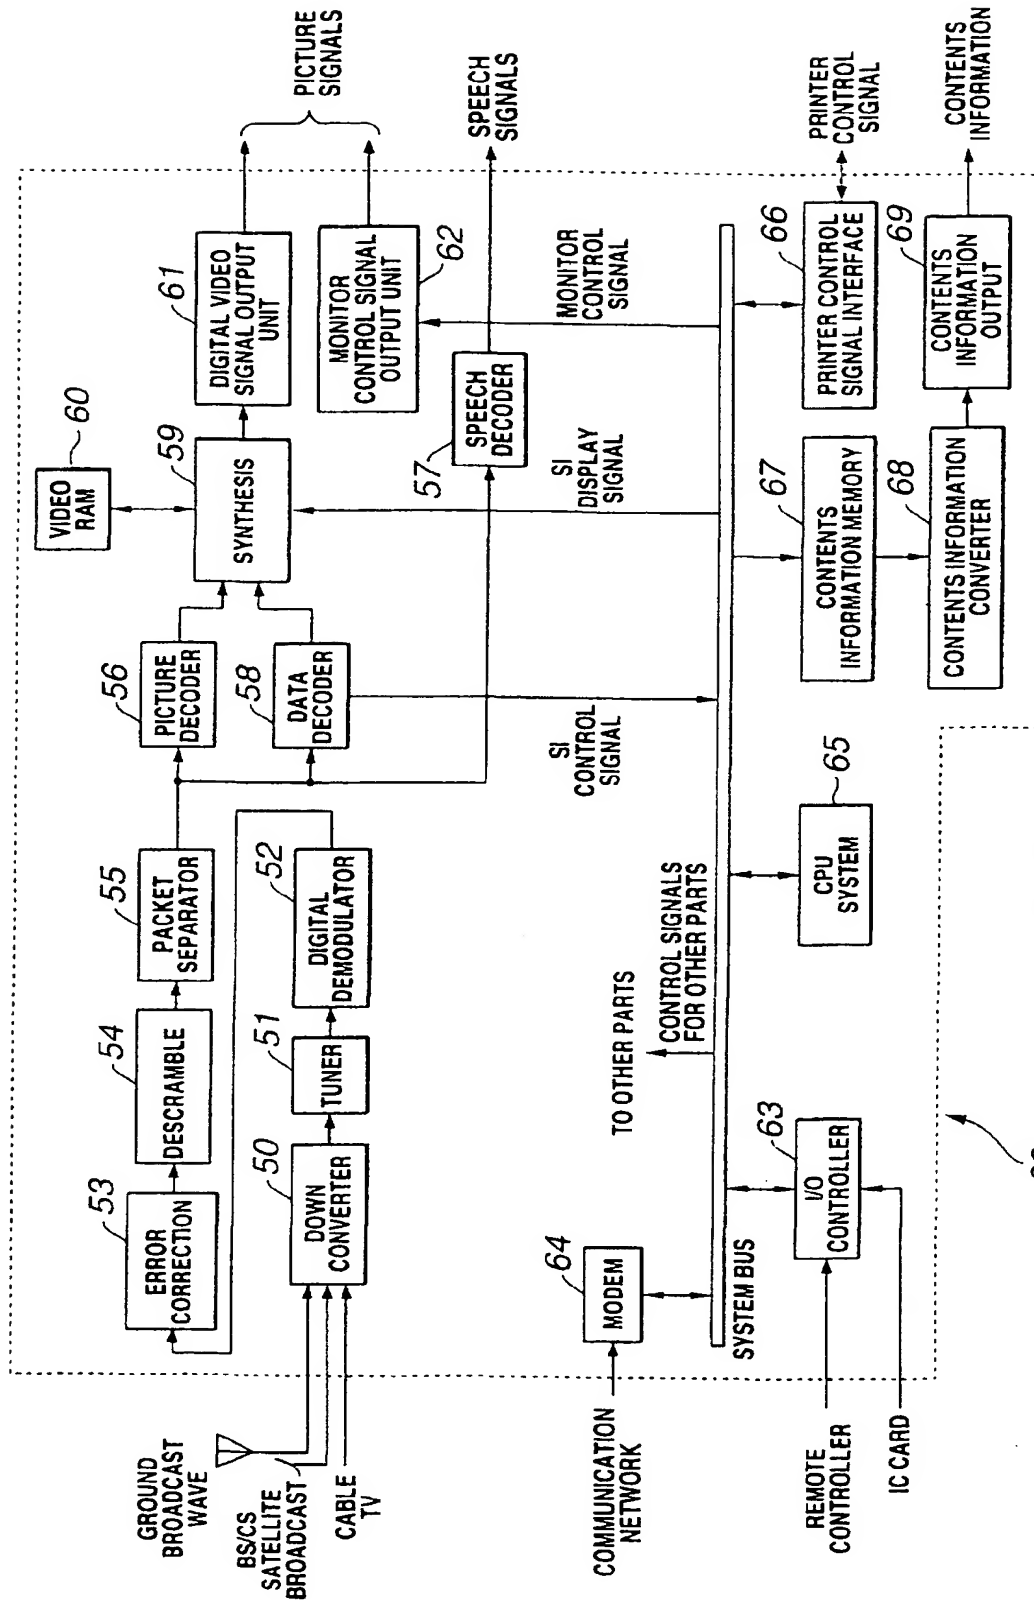 GROUND
BROADCAST
WAVE
BS/CS
SATELLITE
BROADCAST
CABLE
TV
53
ERROR
CORRECTION
54
DESCRAMBLE
55
PACKET
SEPARATOR
50
DOWN
CONVERTER
51
TUNER
52
DIGITAL
DEMODULATOR
56
PICTURE
DECODER
58
DATA
DECODER
60
VIDEO
RAM
59
SYNTHESIS
61
DIGITAL VIDEO
SIGNAL OUTPUT
UNIT
MONITOR
CONTROL SIGNAL
OUTPUT UNIT
62
PICTURE
SIGNALS
57
SPEECH
DECODER
SPEECH
SIGNALS
SI
CONTROL
SIGNAL
SI
DISPLAY
SIGNAL
MONITOR
CONTROL
SIGNAL
COMMUNICATION
NETWORK
64
MODEM
TO OTHER PARTS
CONTROL SIGNALS
FOR OTHER PARTS
SYSTEM BUS
REMOTE
CONTROLLER
IC CARD
63
I/O
CONTROLLER
65
CPU
SYSTEM
67
CONTENTS
INFORMATION MEMORY
66
PRINTER CONTROL
SIGNAL INTERFACE
PRINTER
CONTROL
SIGNAL
68
CONTENTS INFORMATION
CONVERTER
69
CONTENTS
INFORMATION
OUTPUT
CONTENTS
INFORMATION